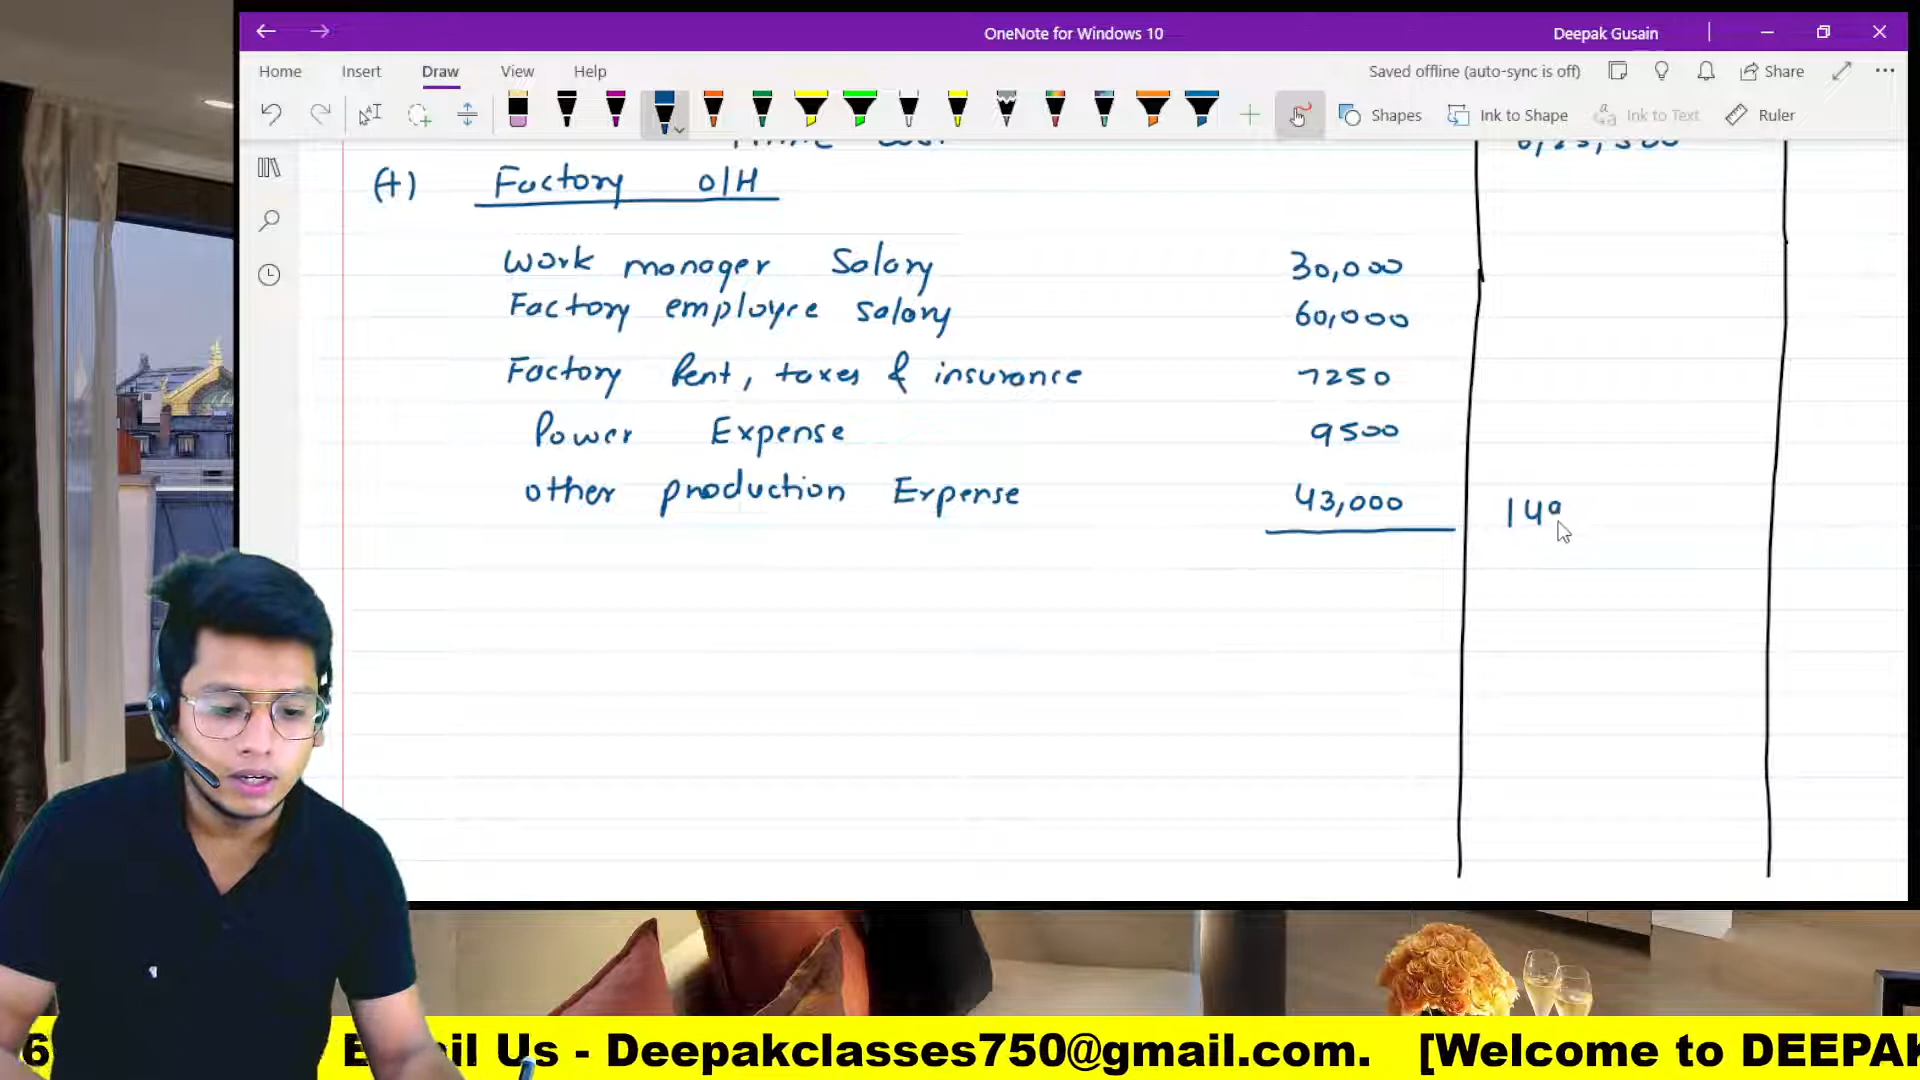 OneNote for Windows 10
Deepak Gusain
Home Insert Draw View Help
Saved offline (auto-sync is off)
Share
Shapes
Ink to Shape
Ink to Text
Ruler
(+) Factory O/H
Work manager Salary 30,000
Factory employee salary 60,000
Factory Rent, taxes & insurance 7250
Power Expense 9500
other production Expense 43,000 149
6 Email Us - Deepakclasses750@gmail.com. [Welcome to DEEPAK